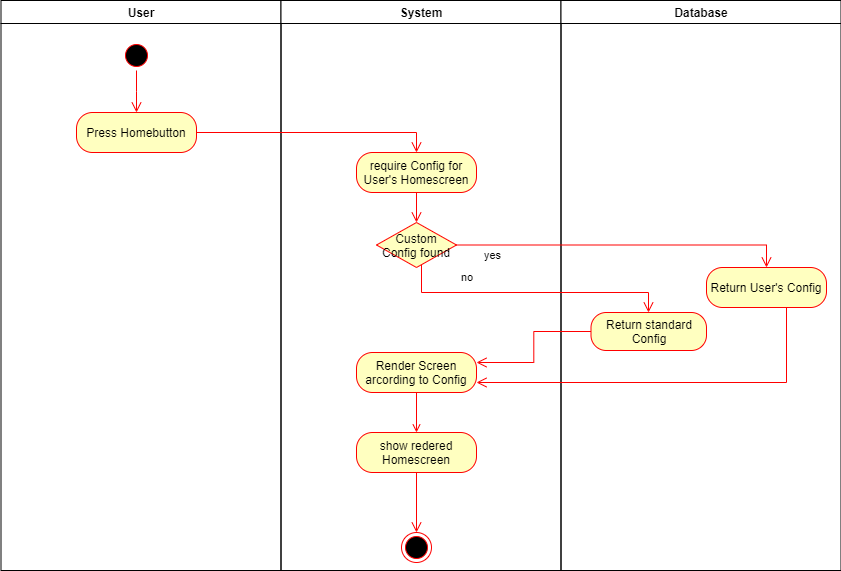 User
System
Database
Press Homebutton
require Config for
User's Homescreen
Custom
Config found
yes
no
Return User's Config
Return standard
Config
Render Screen
arcording to Config
show redered
Homescreen